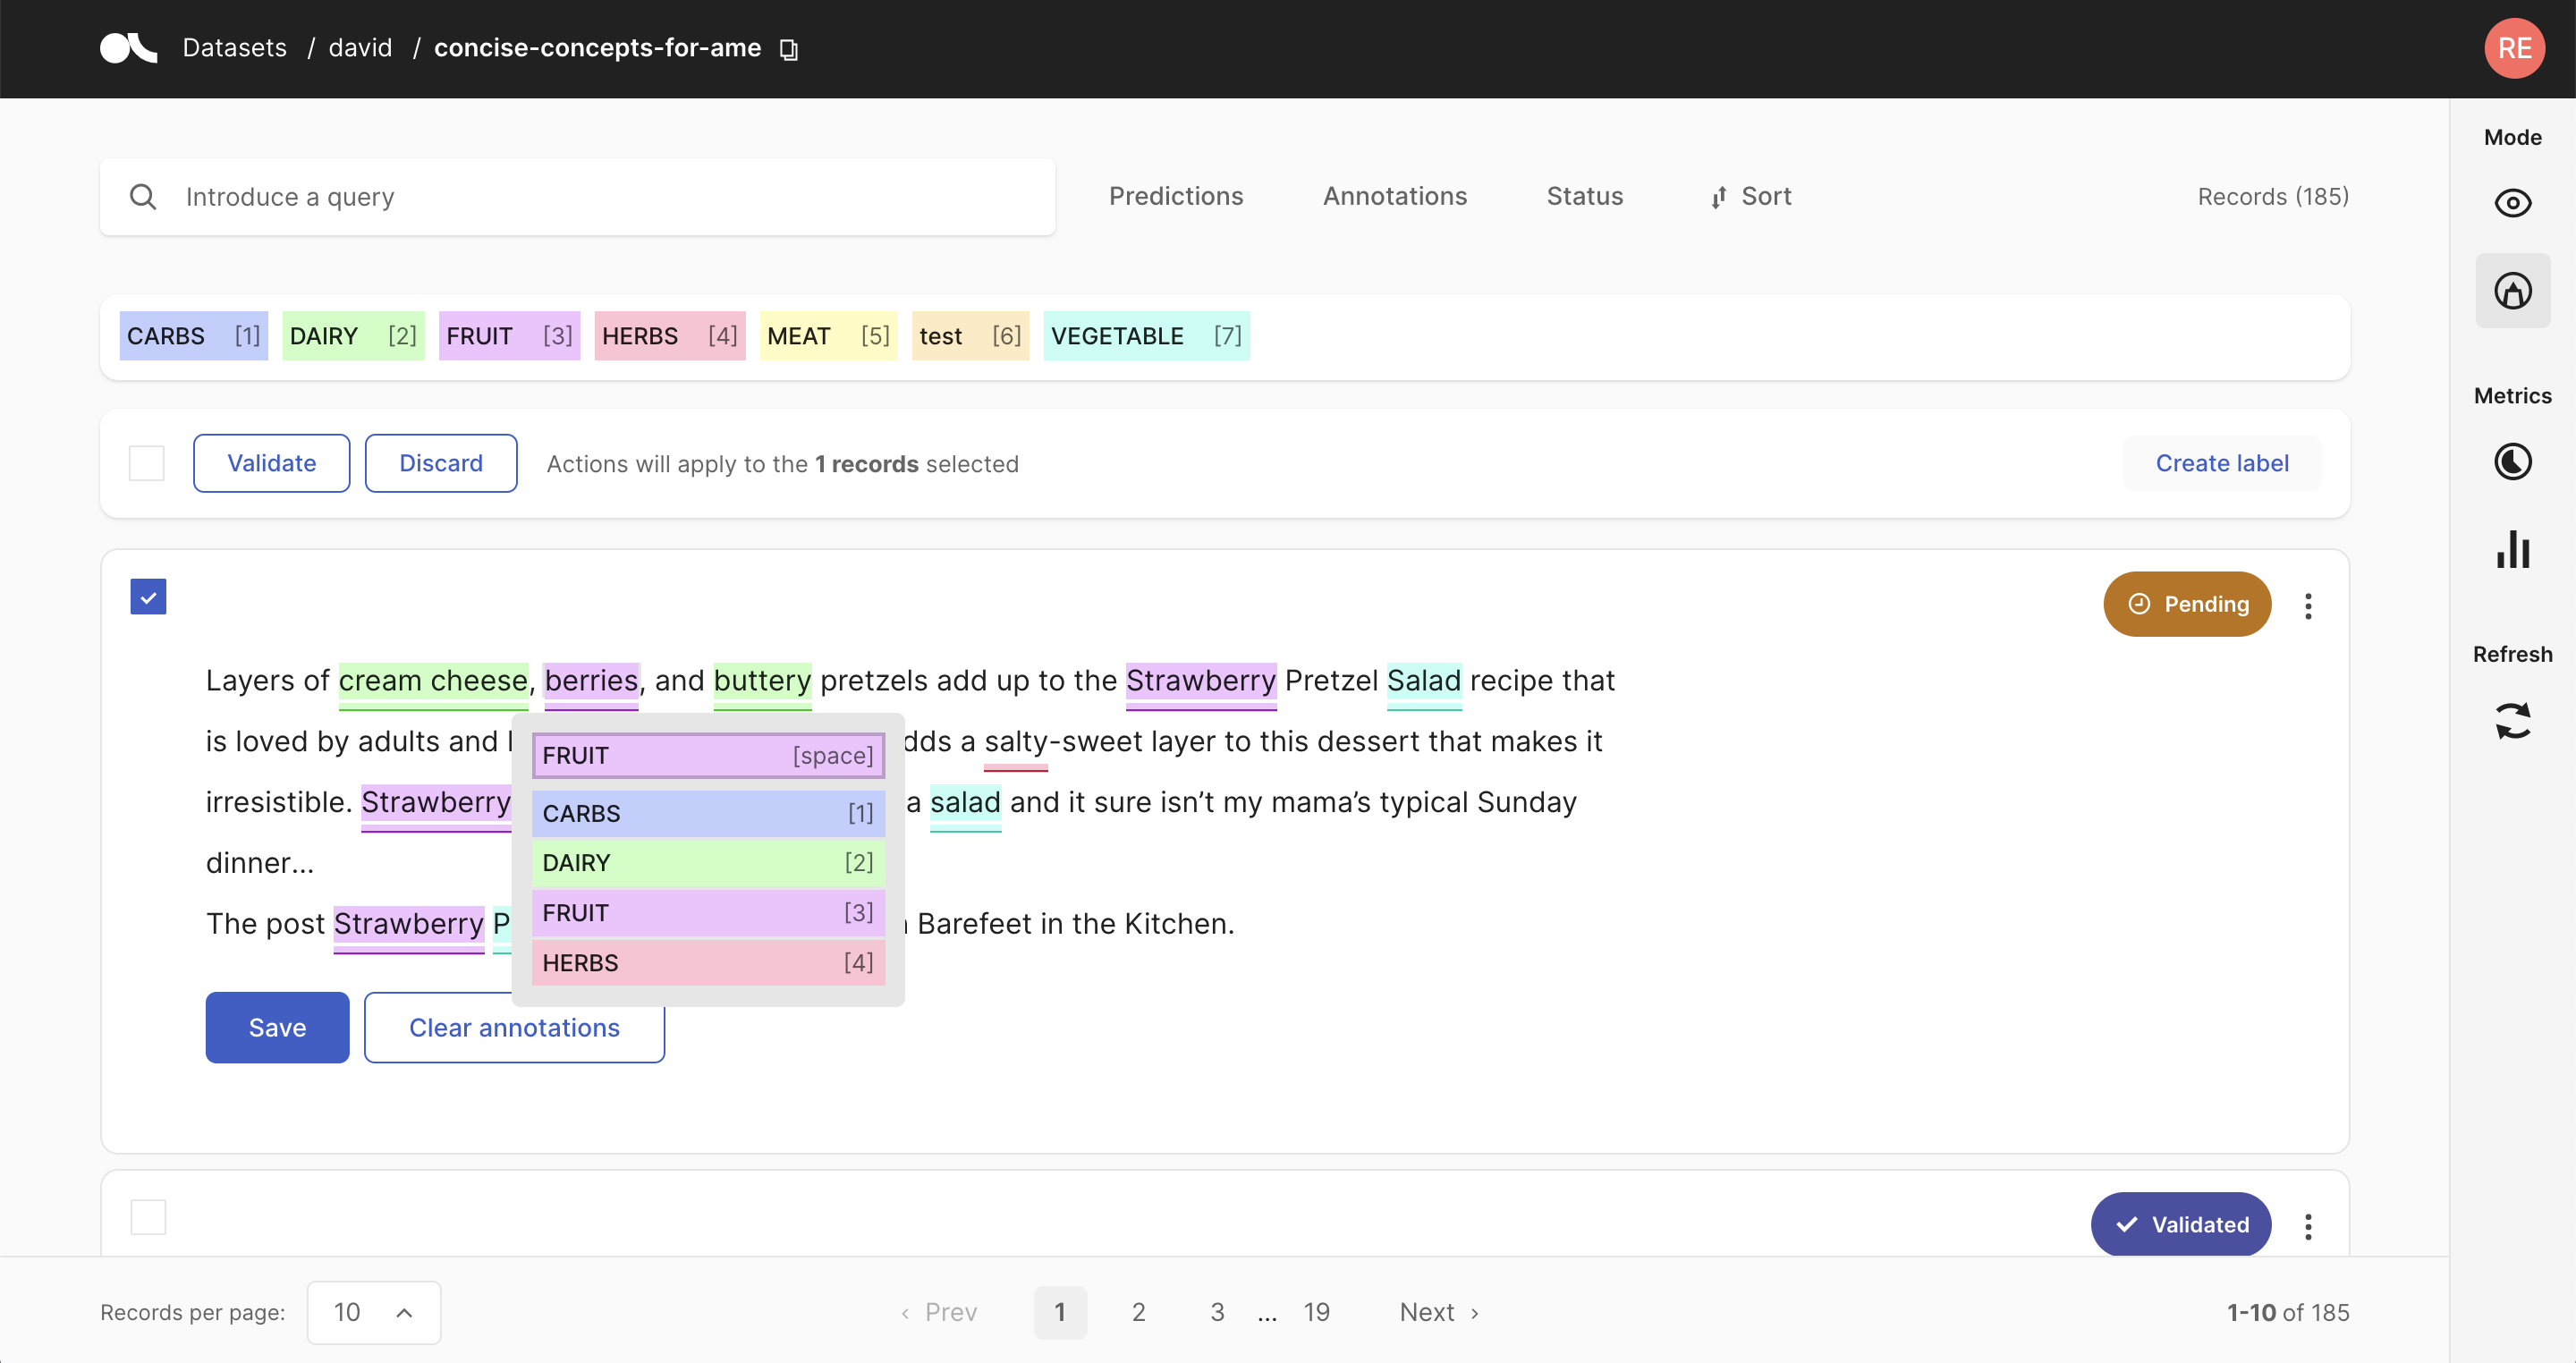 Datasets / david / concise-concepts-for-ame
RE
Introduce a query
Predictions Annotations Status Sort Records (185)
Mode
CARBS [1] DAIRY [2] FRUIT [3] HERBS [4] MEAT [5] test [6] VEGETABLE [7]
Validate Discard Actions will apply to the 1 records selected Create label
Metrics
Refresh
Pending
Layers of cream cheese, berries, and buttery pretzels add up to the Strawberry Pretzel Salad recipe that
is loved by adults and dds a salty-sweet layer to this dessert that makes it
irresistible. Strawberry a salad and it sure isn’t my mama’s typical Sunday
dinner…
The post Strawberry P Barefeet in the Kitchen.
FRUIT [space]
CARBS [1]
DAIRY [2]
FRUIT [3]
HERBS [4]
Save Clear annotations
Validated
Records per page: 10 ‹ Prev 1 2 3 ... 19 Next › 1-10 of 185